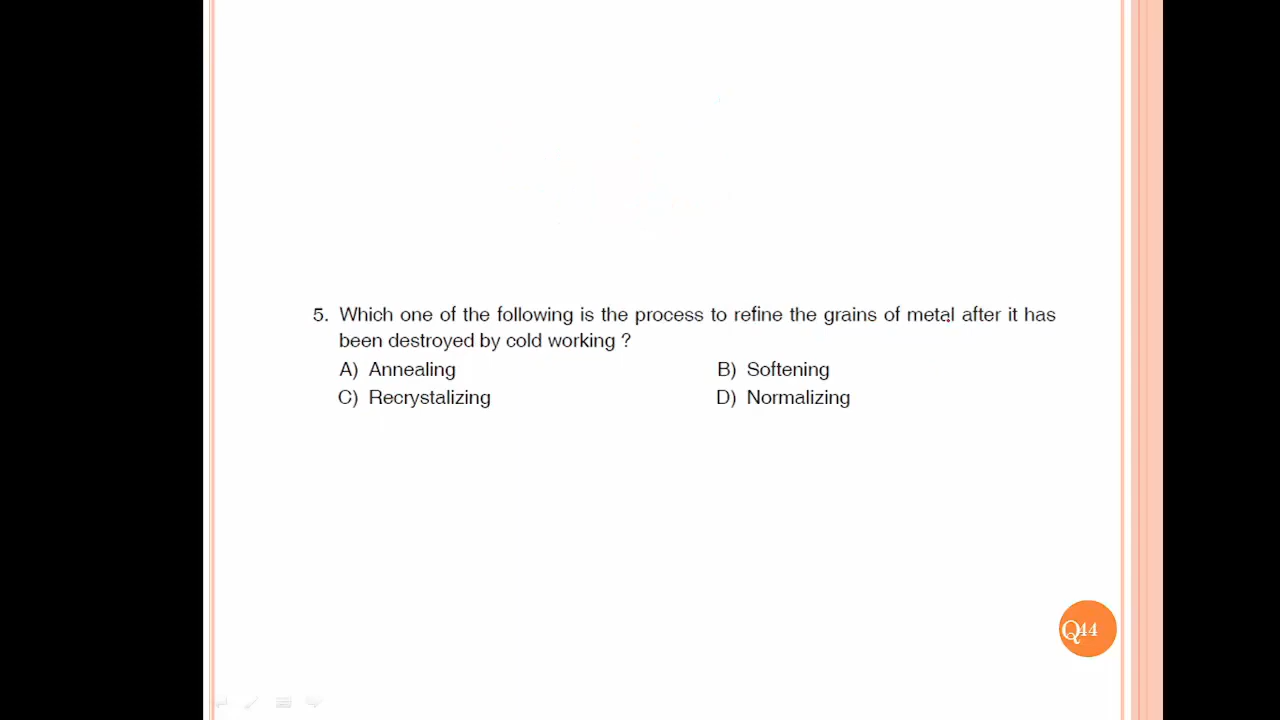 5. Which one of the following is the process to refine the grains of metal after it has
been destroyed by cold working ?
A) Annealing B) Softening
C) Recrystalizing D) Normalizing
Q44